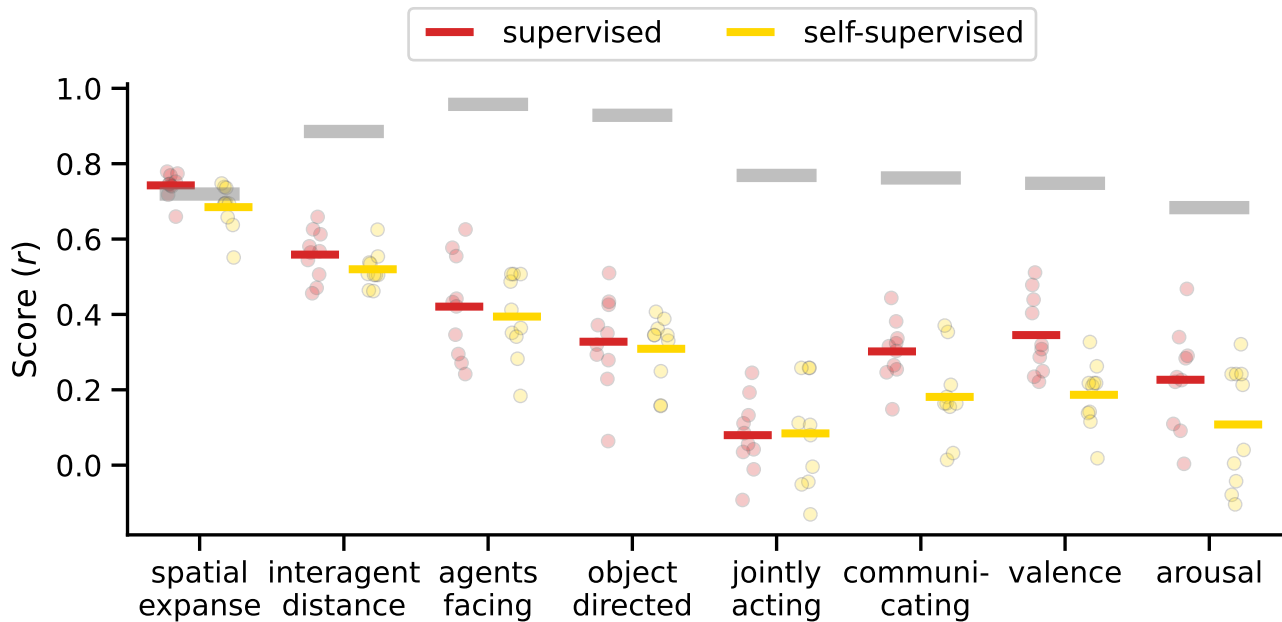 supervised
self-supervised
Score (r)
1.0
0.8
0.6
0.4
0.2
0.0
spatial
expanse
interagent
distance
agents
facing
object
directed
jointly
acting
communi-
cating
valence
arousal